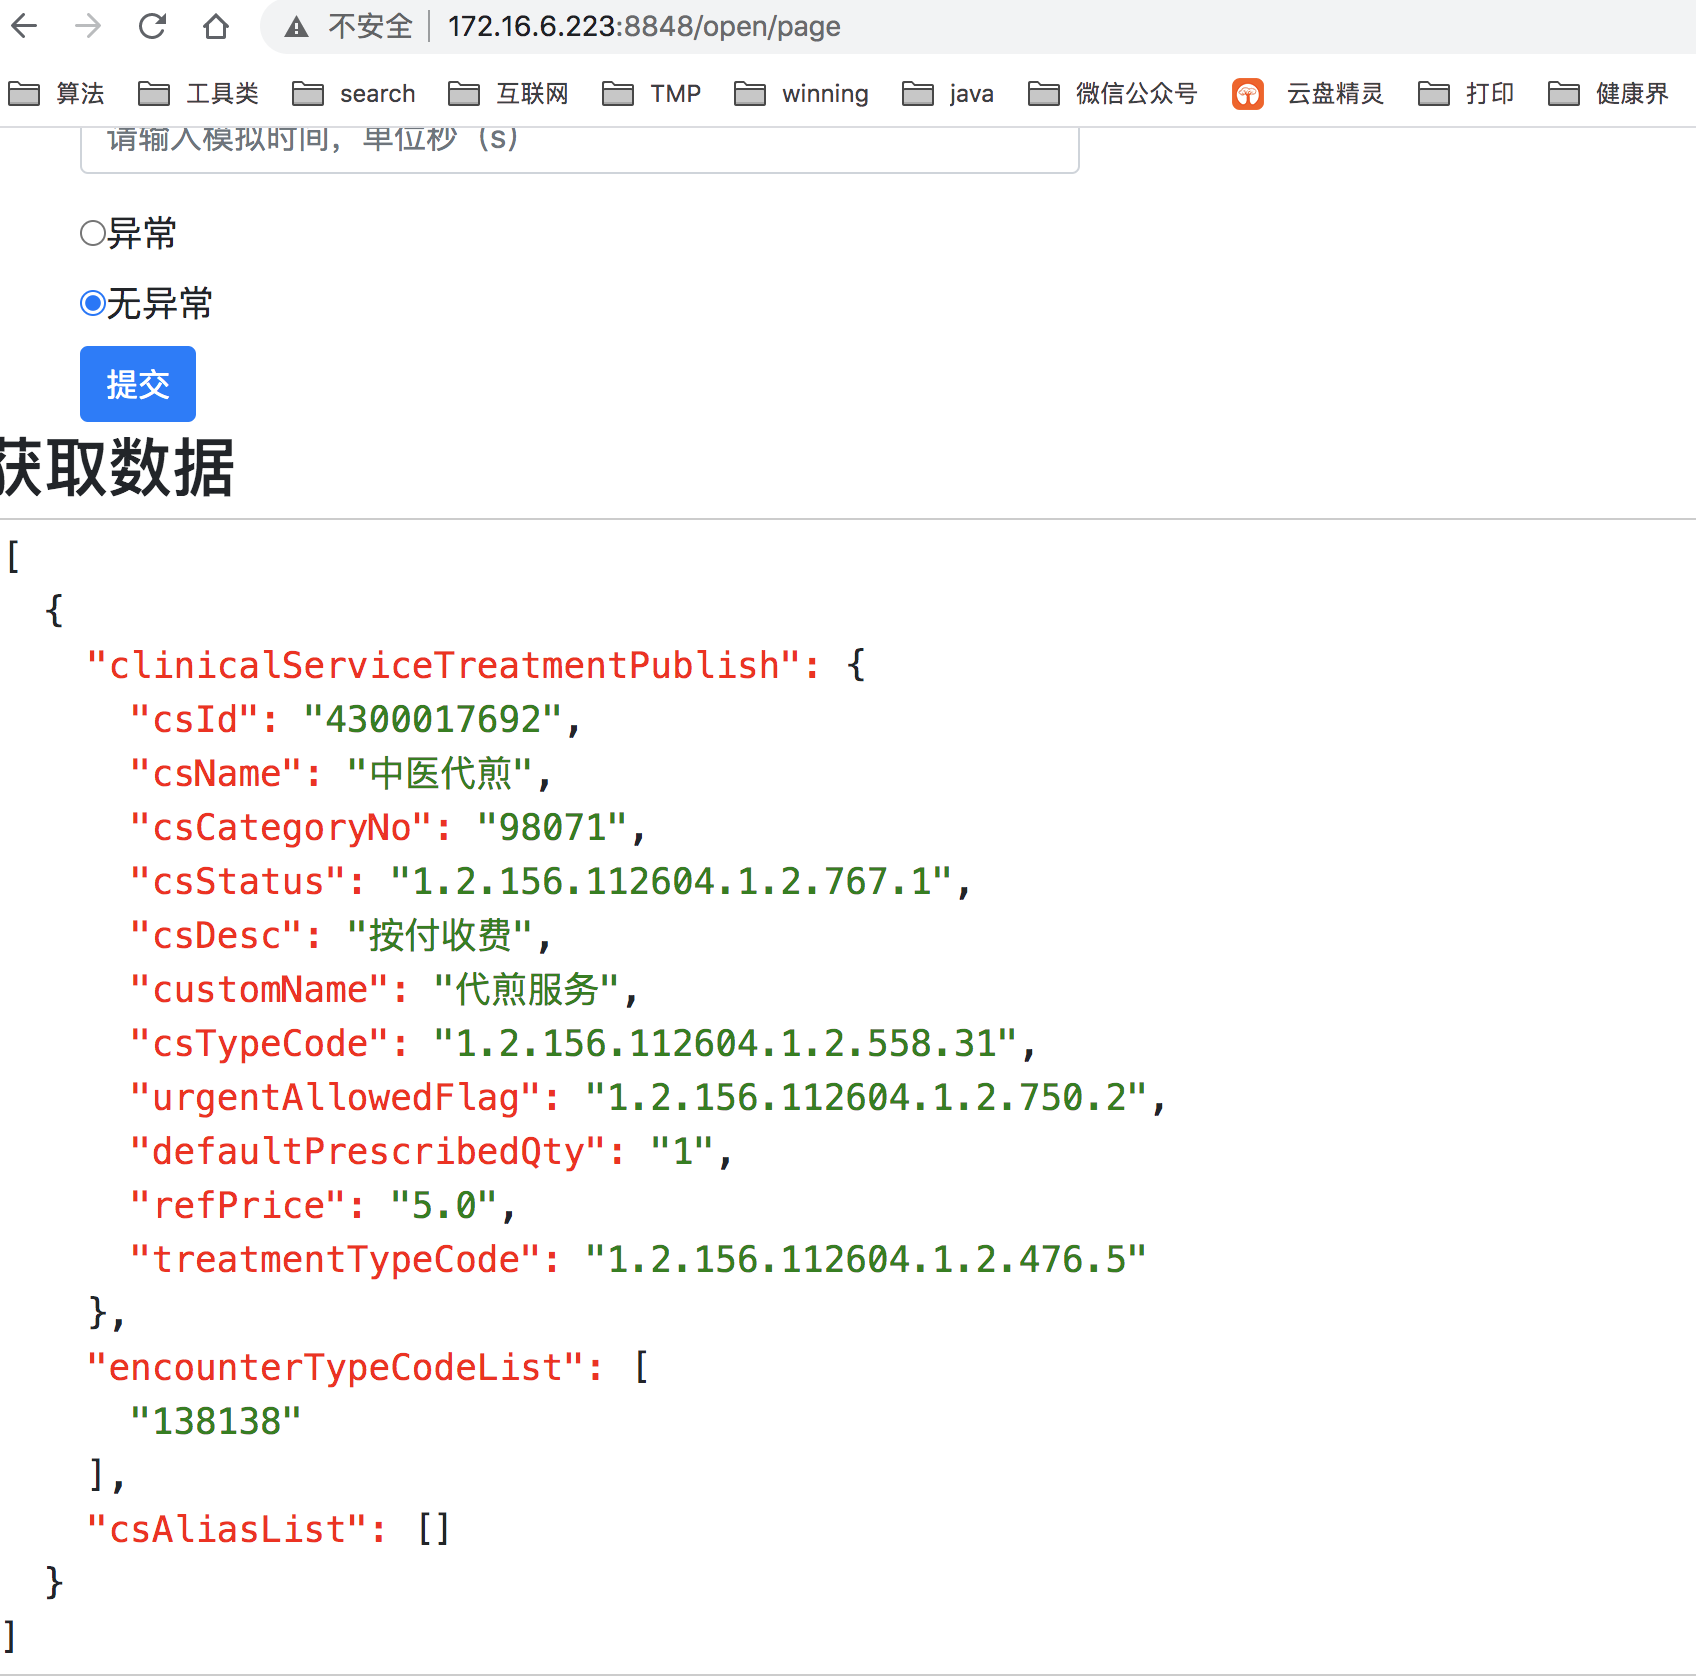 不安全 172.16.6.223:8848/open/page
算法 工具类 search 互联网 TMP winning java 微信公众号 云盘精灵 打印 健康界
请输入模拟时间，单位秒（s）
异常
无异常
提交
获取数据
[
{
"clinicalServiceTreatmentPublish": {
"csId": "4300017692",
"csName": "中医代煎",
"csCategoryNo": "98071",
"csStatus": "1.2.156.112604.1.2.767.1",
"csDesc": "按付收费",
"customName": "代煎服务",
"csTypeCode": "1.2.156.112604.1.2.558.31",
"urgentAllowedFlag": "1.2.156.112604.1.2.750.2",
"defaultPrescribedQty": "1",
"refPrice": "5.0",
"treatmentTypeCode": "1.2.156.112604.1.2.476.5"
},
"encounterTypeCodeList": [
"138138"
],
"csAliasList": []
}
]